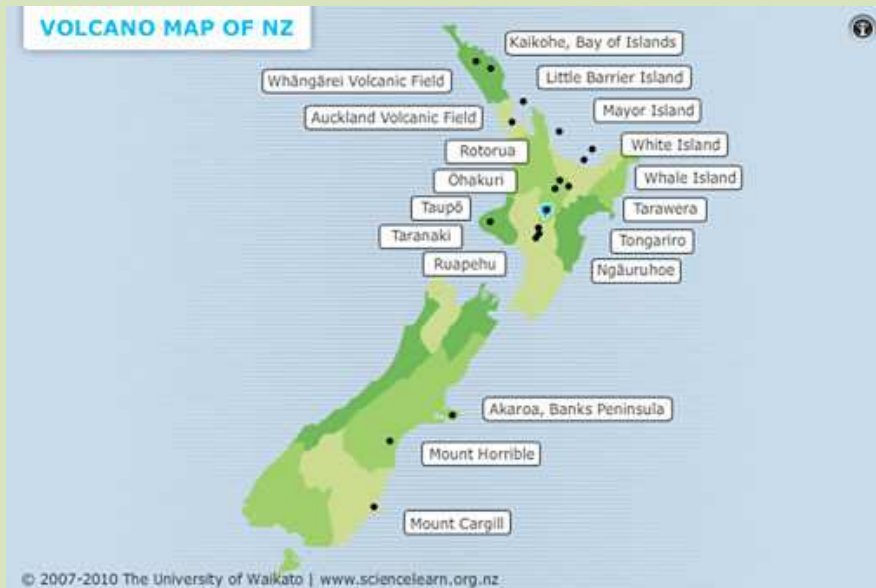 VOLCANO MAP OF NZ
Kaikohe, Bay of Islands
Whāngārei Volcanic Field
Little Barrier Island
Auckland Volcanic Field
Mayor Island
Rotorua
White Island
Ōhakuri
Whale Island
Taupō
Tarawera
Taranaki
Tongariro
Ruapehu
Ngāuruhoe
Akaroa, Banks Peninsula
Mount Horrible
Mount Cargill
© 2007-2010 The University of Waikato | www.sciencelearn.org.nz